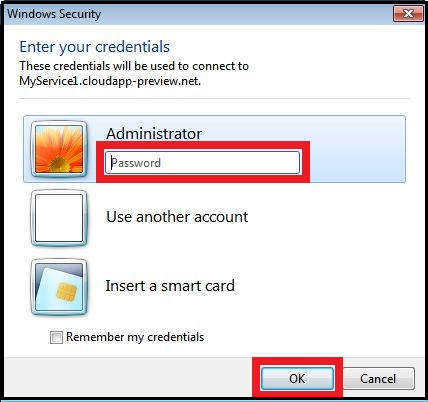 Windows Security
Enter your credentials
These credentials will be used to connect to
MyService1.cloudapp-preview.net.
Administrator
Password
Use another account
Insert a smart card
Remember my credentials
OK
Cancel